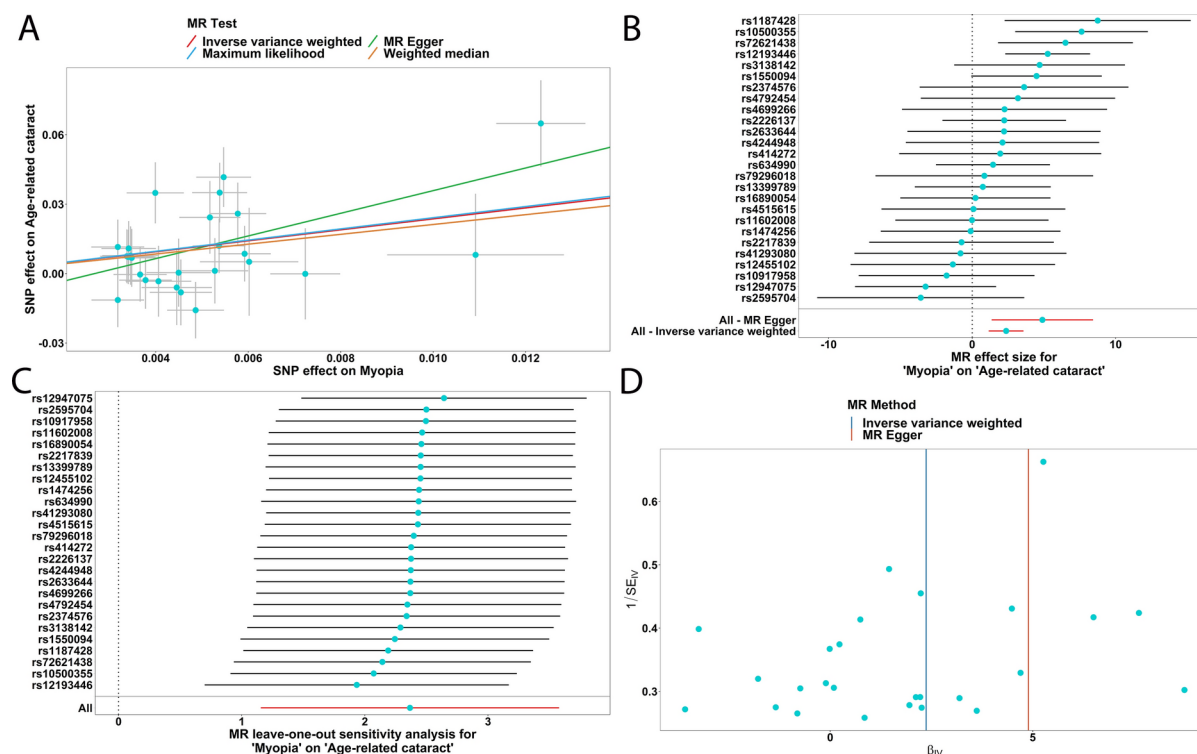 A
MR Test
Inverse variance weighted
MR Egger
Maximum likelihood
Weighted median
SNP effect on Age-related cataract
0.06
0.03
0.00
-0.03
0.004
0.006
0.008
0.010
0.012
SNP effect on Myopia
B
rs1187428
rs10500355
rs72621438
rs12193446
rs3138142
rs1550094
rs2374576
rs4792454
rs4699266
rs2226137
rs2633644
rs4244948
rs414272
rs634990
rs79296018
rs13399789
rs16890054
rs4515615
rs11602008
rs1474256
rs2217839
rs41293080
rs12455102
rs10917958
rs12947075
rs2595704
All - MR Egger
All - Inverse variance weighted
-10
0
10
MR effect size for
'Myopia' on 'Age-related cataract'
C
rs12947075
rs2595704
rs10917958
rs11602008
rs16890054
rs2217839
rs13399789
rs12455102
rs1474256
rs634990
rs41293080
rs4515615
rs79296018
rs414272
rs2226137
rs4244948
rs2633644
rs4699266
rs4792454
rs2374576
rs3138142
rs1550094
rs1187428
rs72621438
rs10500355
rs12193446
All
0
1
2
3
MR leave-one-out sensitivity analysis for
'Myopia' on 'Age-related cataract'
D
MR Method
Inverse variance weighted
MR Egger
1/SEIV
0.6
0.5
0.4
0.3
0
5
βIV